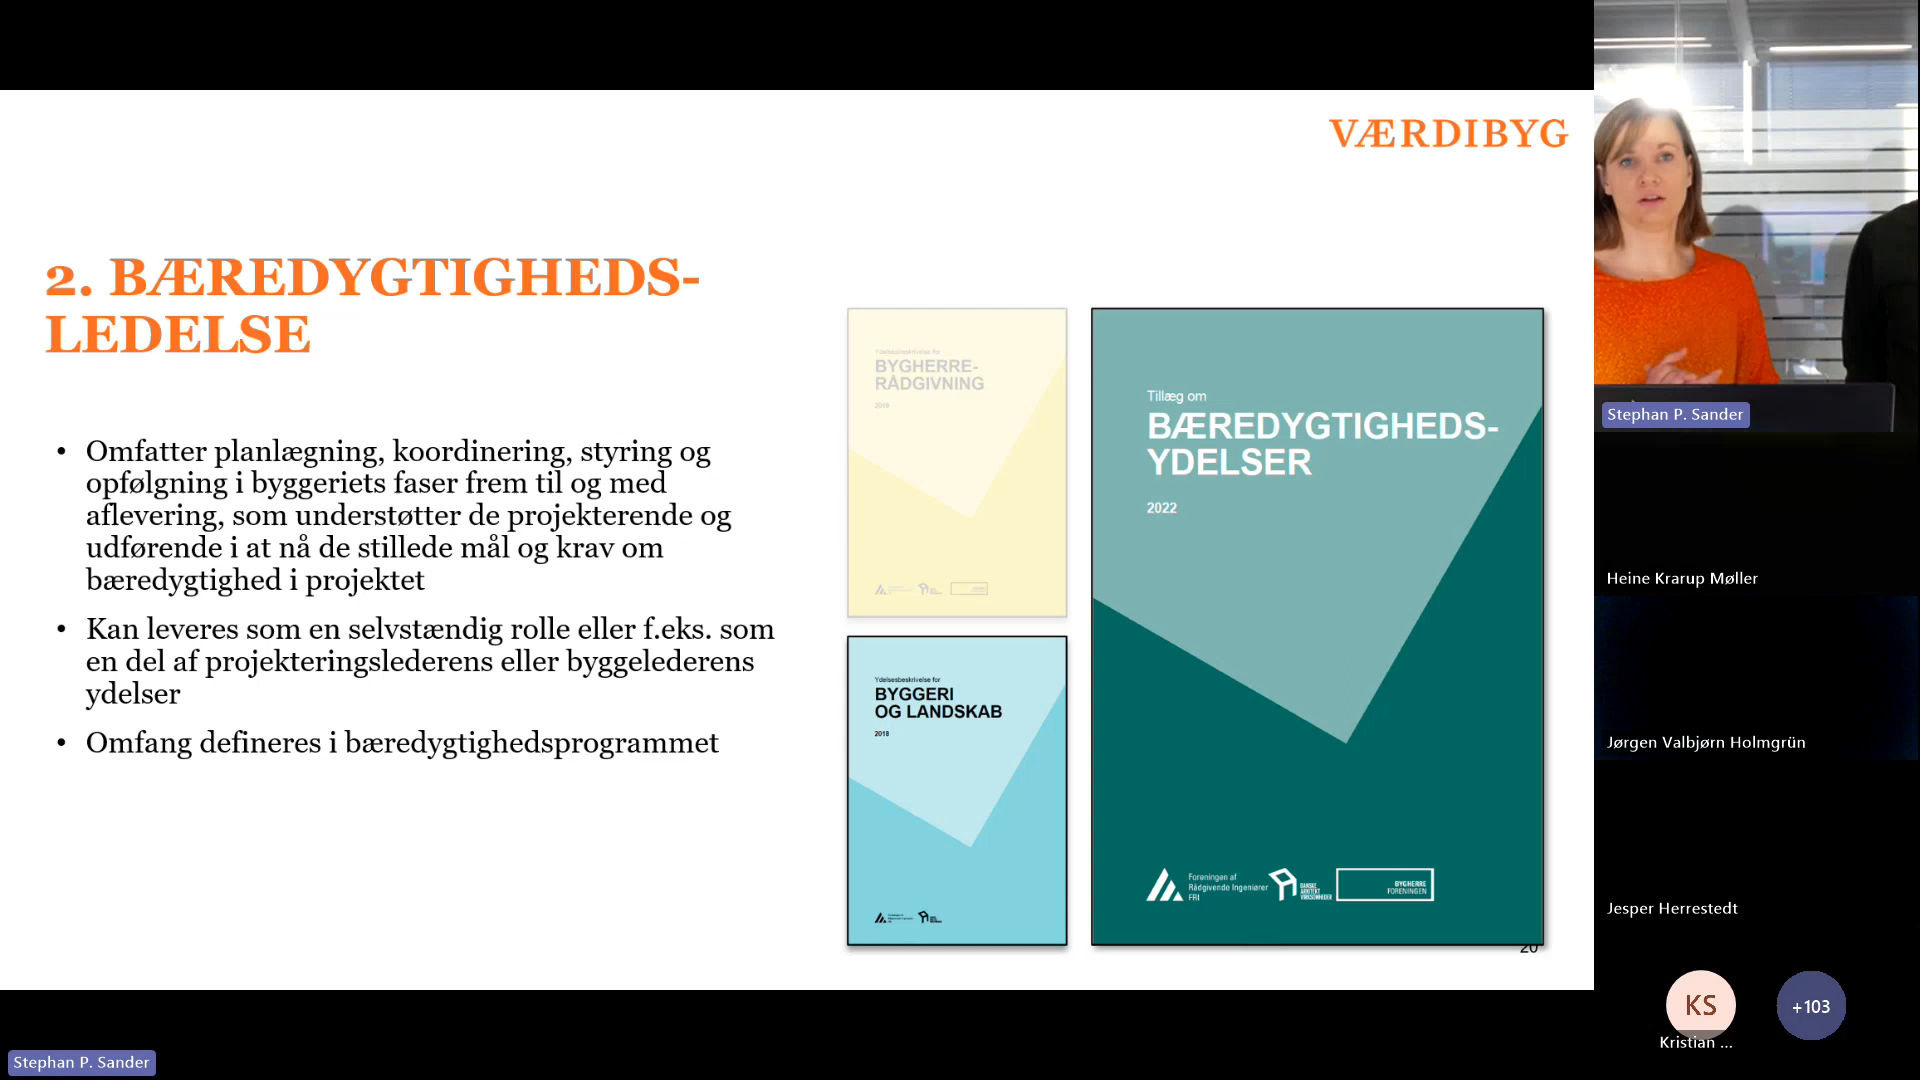 VÆRDIBYG
2. BÆREDYGTIGHEDS-
LEDELSE
• Omfatter planlægning, koordinering, styring og
opfølgning i byggeriets faser frem til og med
aflevering, som understøtter de projekterende og
udførende i at nå de stillede mål og krav om
bæredygtighed i projektet
• Kan leveres som en selvstændig rolle eller f.eks. som
en del af projekteringslederens eller byggelederens
ydelser
• Omfang defineres i bæredygtighedsprogrammet
Ydelsesbeskrivelse for
BYGHERRE-
RÅDGIVNING
2019
Ydelsesbeskrivelse for
BYGGERI
OG LANDSKAB
2018
Tillæg om
BÆREDYGTIGHEDS-
YDELSER
2022
Foreningen af
Rådgivende Ingeniører
FRI
DANSKE
ARKITEKT
VIRKSOMHEDER
BYGHERRE
FORENINGEN
20
Stephan P. Sander
Heine Krarup Møller
Jørgen Valbjørn Holmgrün
Jesper Herrestedt
KS
+103
Kristian ...
Stephan P. Sander